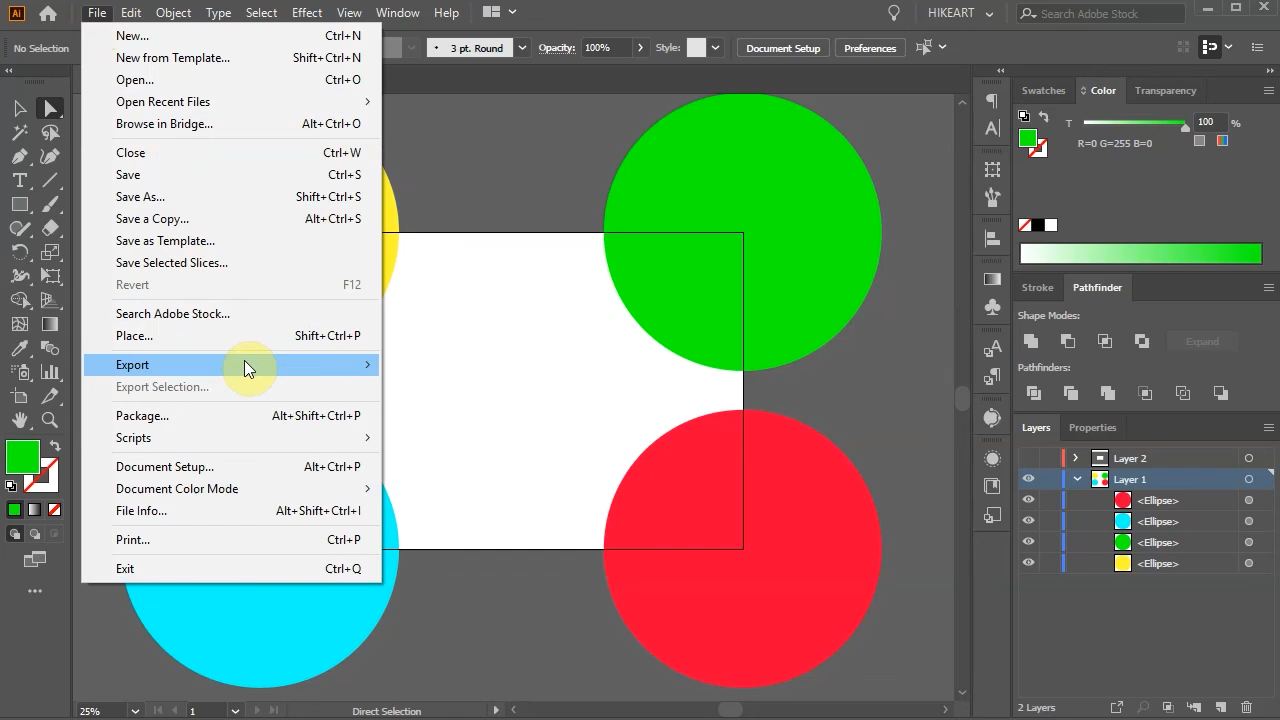 Ai File Edit Object Type Select Effect View Window Help HIKEART Search Adobe Stock
No Selection 3 pt. Round Opacity: 100% Style: Document Setup Preferences
New... Ctrl+N
New from Template... Shift+Ctrl+N
Open... Ctrl+O
Open Recent Files
Browse in Bridge... Alt+Ctrl+O
Close Ctrl+W
Save Ctrl+S
Save As... Shift+Ctrl+S
Save a Copy... Alt+Ctrl+S
Save as Template...
Save Selected Slices...
Revert F12
Search Adobe Stock...
Place... Shift+Ctrl+P
Export
Export Selection...
Package... Alt+Shift+Ctrl+P
Scripts
Document Setup... Alt+Ctrl+P
Document Color Mode
File Info... Alt+Shift+Ctrl+I
Print... Ctrl+P
Exit Ctrl+Q
Swatches Color Transparency
T 100 %
R=0 G=255 B=0
Stroke Pathfinder
Shape Modes:
Expand
Pathfinders:
Layers Properties
Layer 2
Layer 1
<Ellipse>
<Ellipse>
<Ellipse>
<Ellipse>
2 Layers
25% 1 Direct Selection